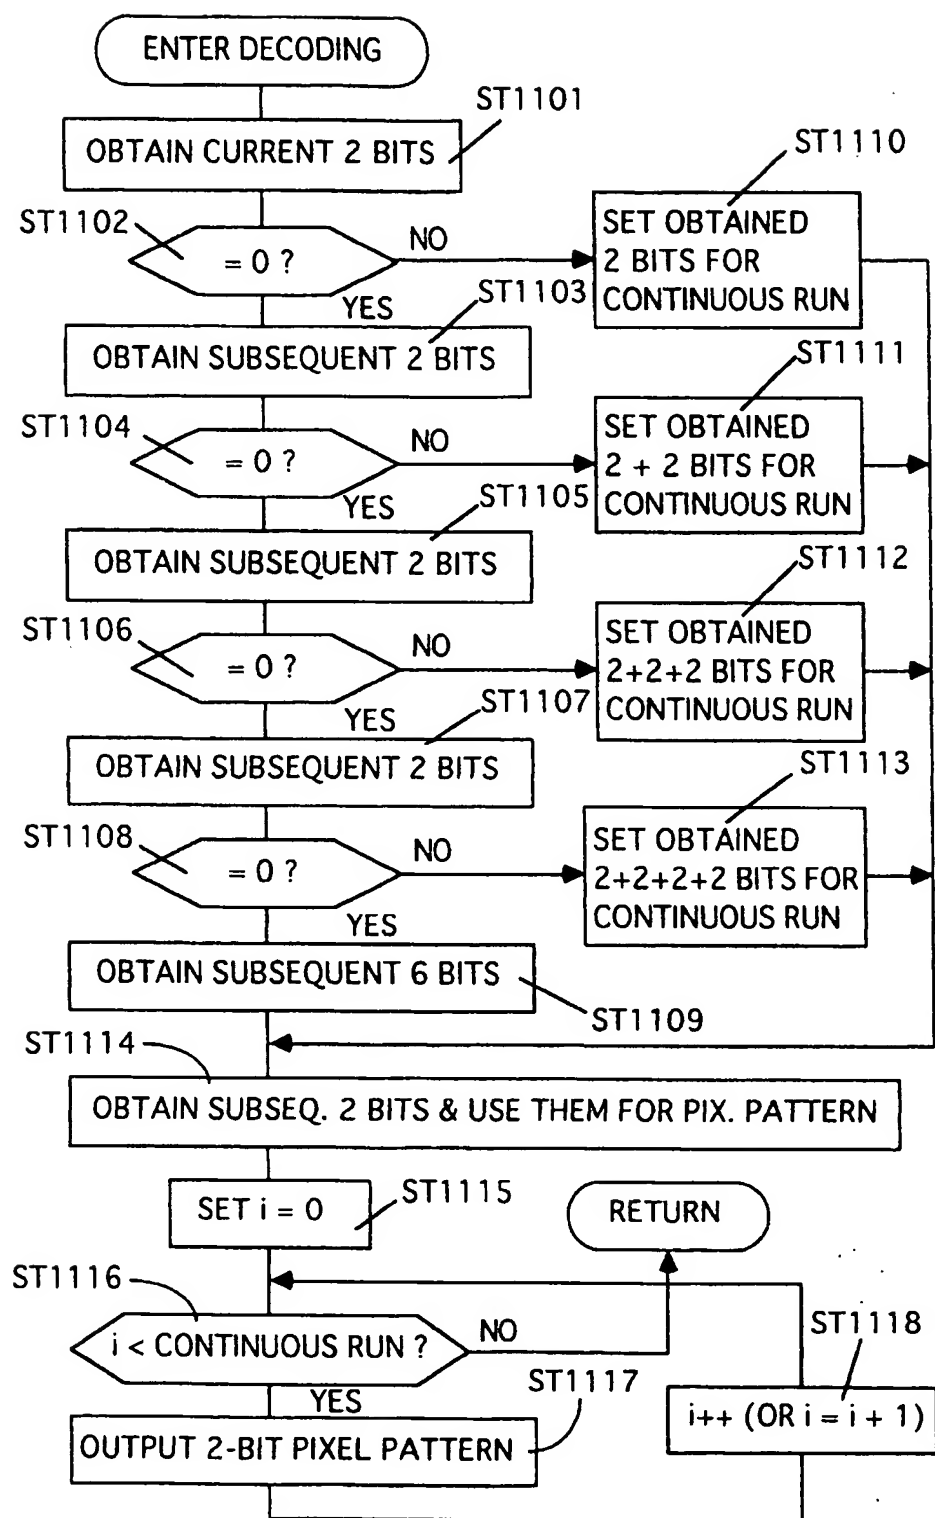 ENTER DECODING
ST1101
OBTAIN CURRENT 2 BITS
ST1110
ST1102
= 0 ?
NO
SET OBTAINED
2 BITS FOR
CONTINUOUS RUN
YES
ST1103
OBTAIN SUBSEQUENT 2 BITS
ST1111
ST1104
= 0 ?
NO
SET OBTAINED
2 + 2 BITS FOR
CONTINUOUS RUN
YES
ST1105
OBTAIN SUBSEQUENT 2 BITS
ST1112
ST1106
= 0 ?
NO
SET OBTAINED
2+2+2 BITS FOR
CONTINUOUS RUN
YES
ST1107
OBTAIN SUBSEQUENT 2 BITS
ST1113
ST1108
= 0 ?
NO
SET OBTAINED
2+2+2+2 BITS FOR
CONTINUOUS RUN
YES
OBTAIN SUBSEQUENT 6 BITS
ST1109
ST1114
OBTAIN SUBSEQ. 2 BITS & USE THEM FOR PIX. PATTERN
SET i = 0
ST1115
RETURN
ST1116
i < CONTINUOUS RUN ?
NO
ST1118
YES
ST1117
i++ (OR i = i + 1)
OUTPUT 2-BIT PIXEL PATTERN